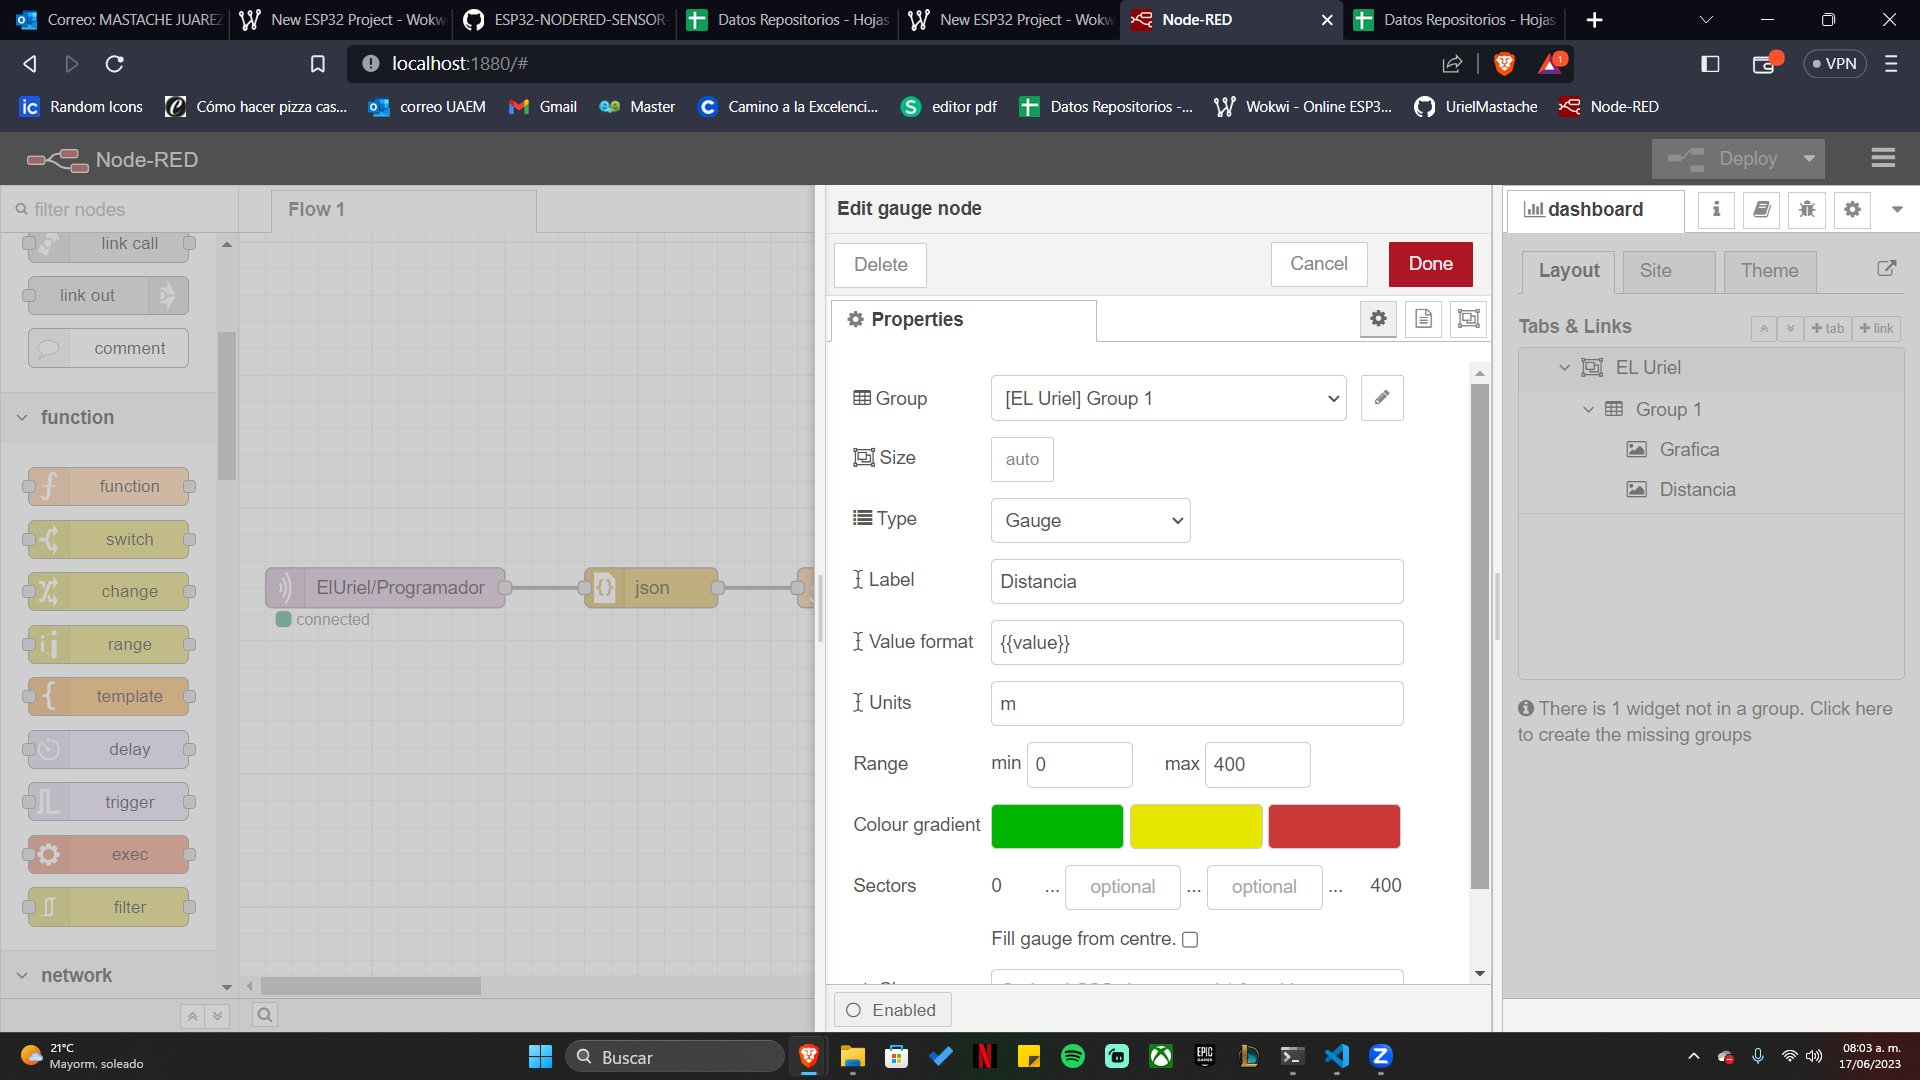 Correo: MASTACHE JUAREZ
New ESP32 Project - Wokw
ESP32-NODERED-SENSOR-
Datos Repositorios - Hojas
New ESP32 Project - Wokw
Node-RED
Datos Repositorios - Hojas
localhost:1880/#
1
VPN
Random Icons
Cómo hacer pizza cas...
correo UAEM
Gmail
Master
Camino a la Excelenci...
editor pdf
Datos Repositorios -...
Wokwi - Online ESP3...
UrielMastache
Node-RED
Node-RED
Deploy
filter nodes
link call
link out
comment
function
function
switch
change
range
template
delay
trigger
exec
filter
network
Flow 1
ElUriel/Programador
connected
json
Edit gauge node
Delete
Cancel
Done
Properties
Group
[EL Uriel] Group 1
Size
auto
Type
Gauge
Label
Distancia
Value format
{{value}}
Units
m
Range
min 0
max 400
Colour gradient
Sectors
0 ... optional ... optional ... 400
Fill gauge from centre.
Enabled
dashboard
Layout
Site
Theme
Tabs & Links
tab
link
EL Uriel
Group 1
Grafica
Distancia
There is 1 widget not in a group. Click here
to create the missing groups
21°C
Mayorm. soleado
Buscar
EPIC
08:03 a. m.
17/06/2023